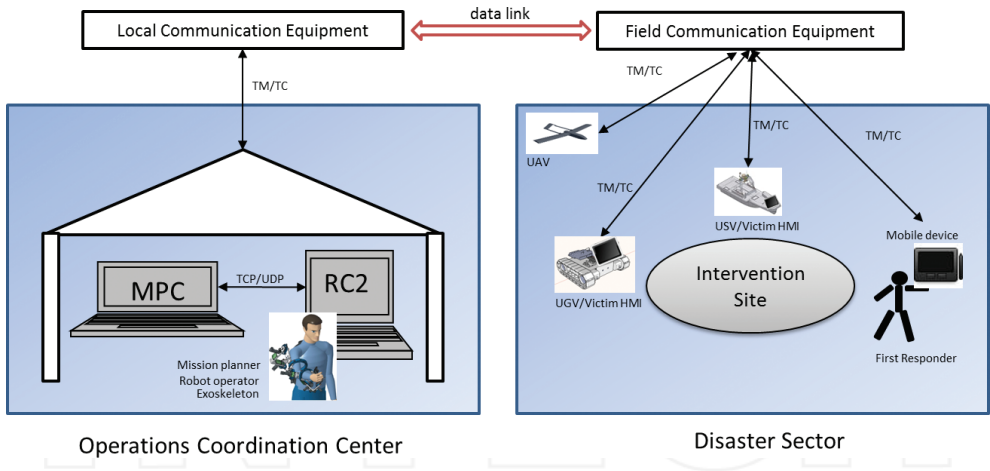 Local Communication Equipment
data link
Field Communication Equipment
TM/TC
TM/TC
TM/TC
TM/TC
TM/TC
UAV
USV/Victim HMI
Mobile device
UGV/Victim HMI
Intervention
Site
First Responder
MPC
TCP/UDP
RC2
Mission planner
Robot operator
Exoskeleton
Operations Coordination Center
Disaster Sector